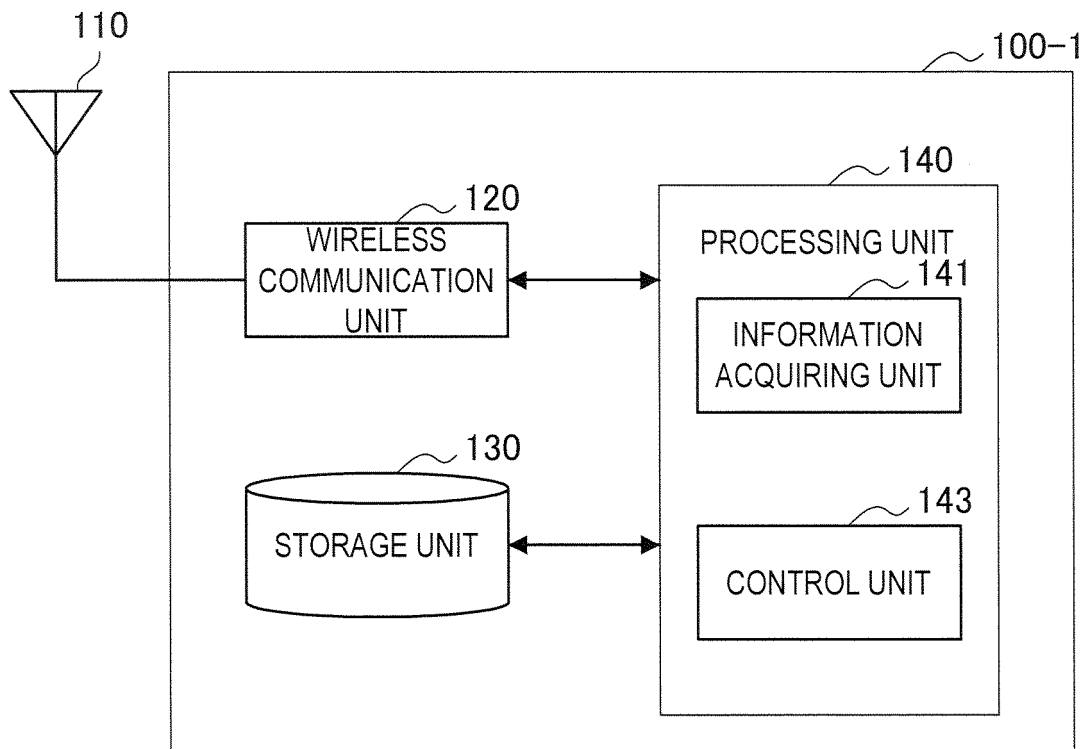 110
100-1
140
120
WIRELESS
COMMUNICATION
UNIT
PROCESSING UNIT
141
INFORMATION
ACQUIRING UNIT
130
STORAGE UNIT
143
CONTROL UNIT